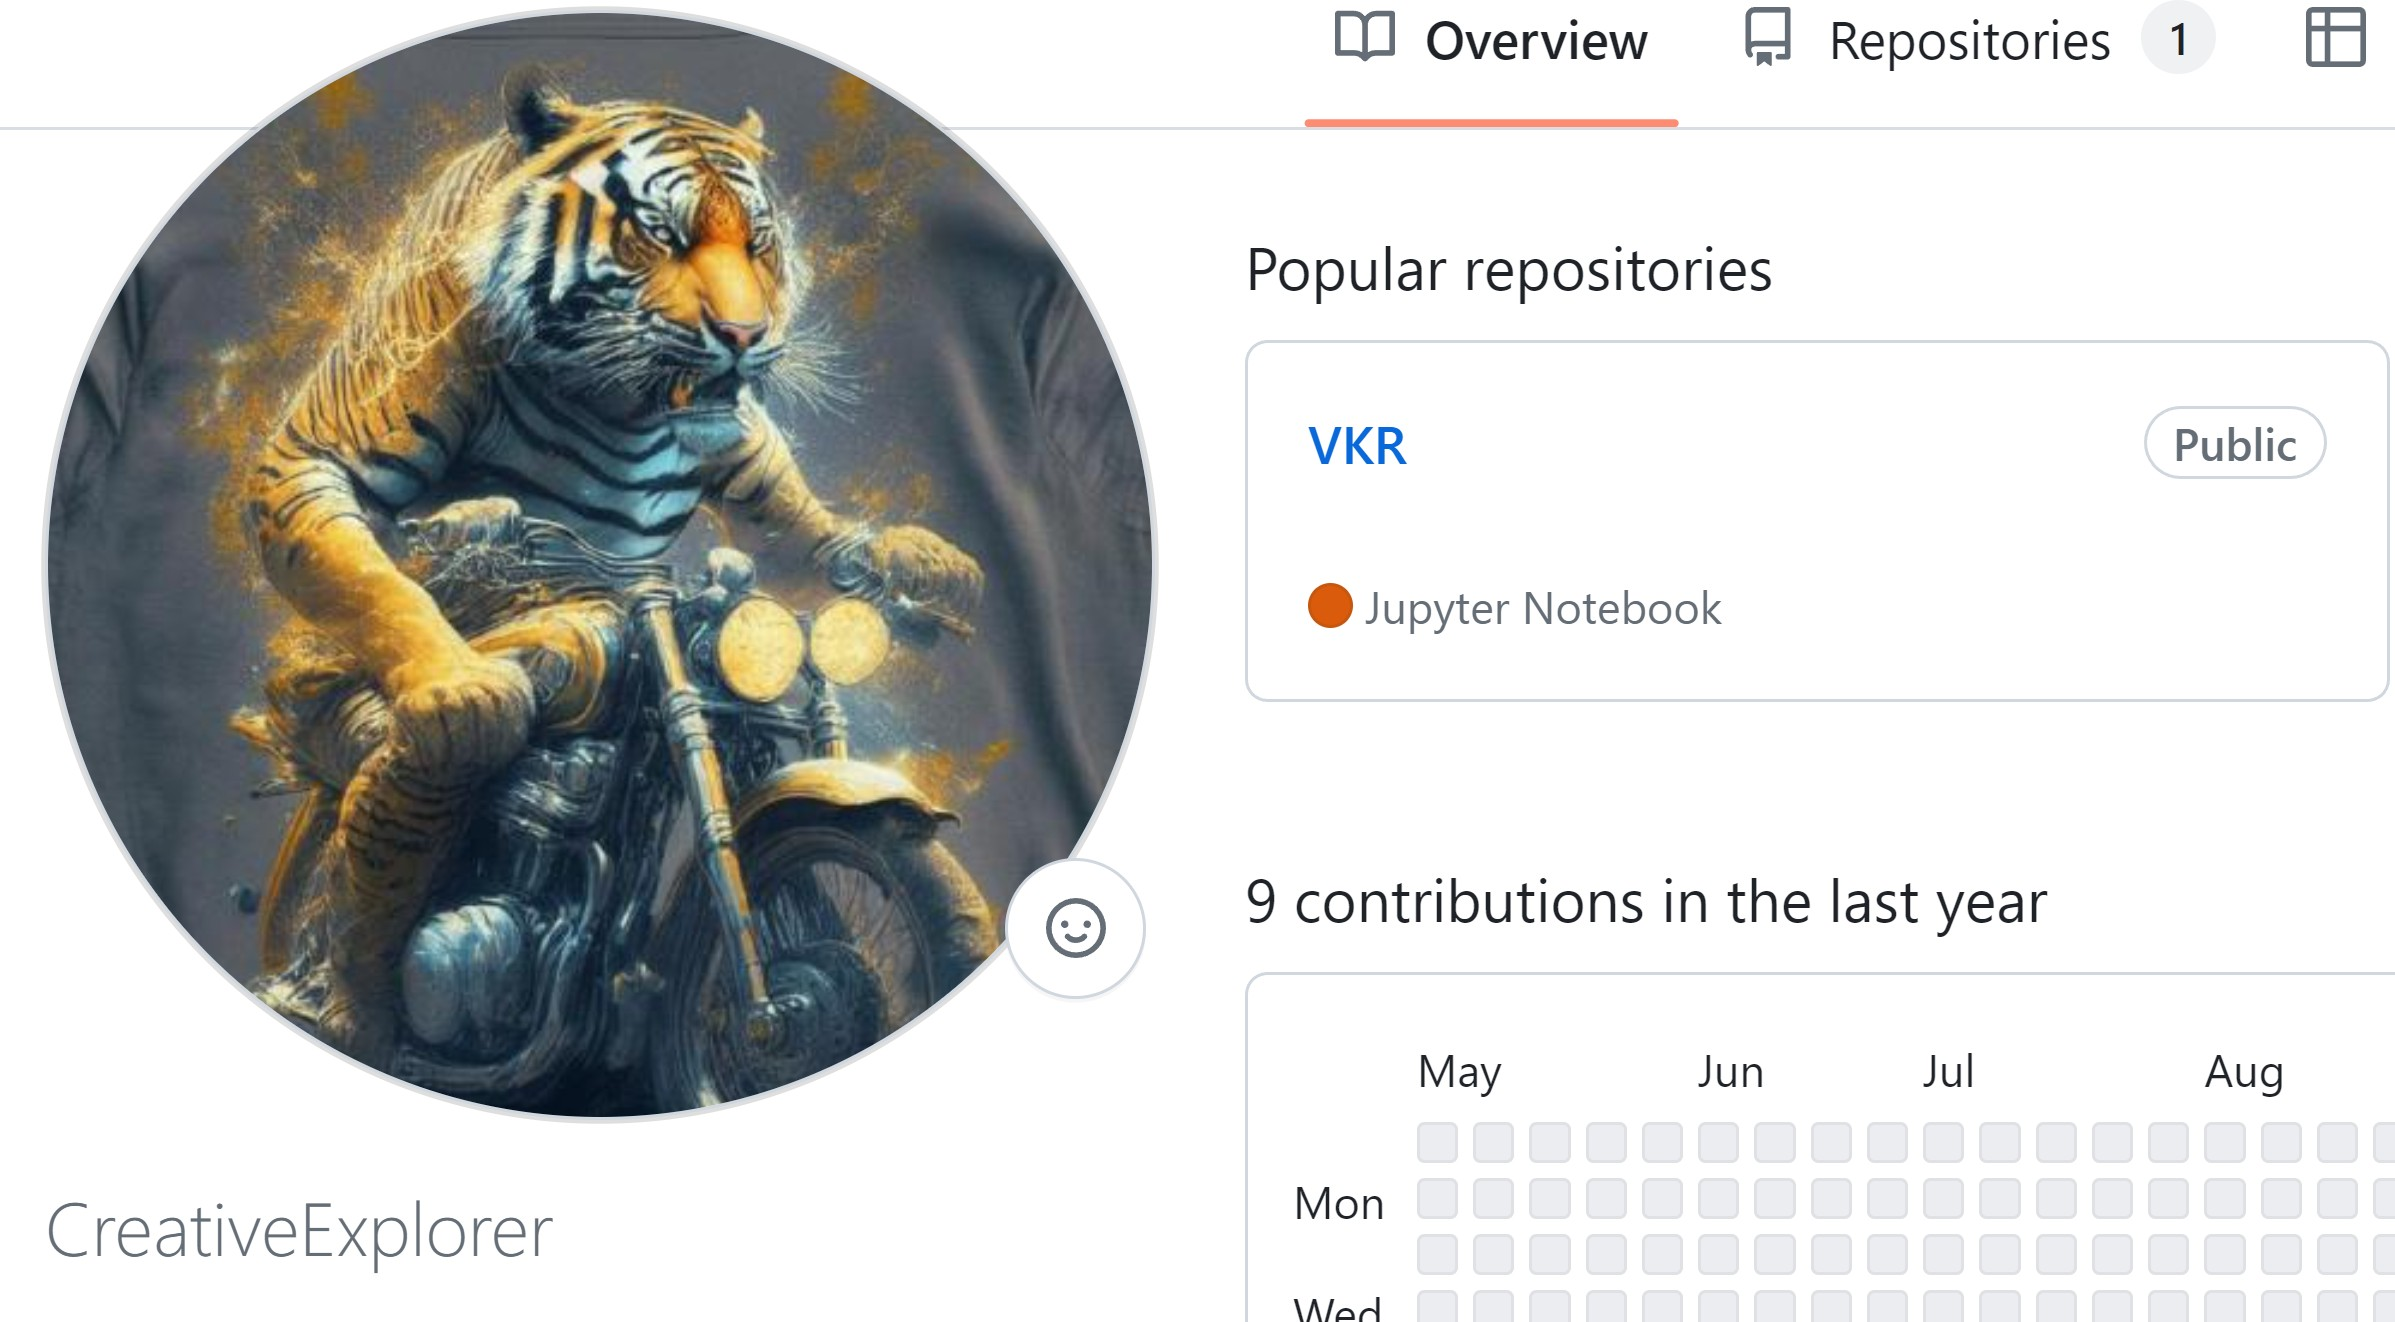 Overview
Repositories 1
Popular repositories
VKR
Public
Jupyter Notebook
9 contributions in the last year
May Jun Jul Aug
Mon
Wed
CreativeExplorer